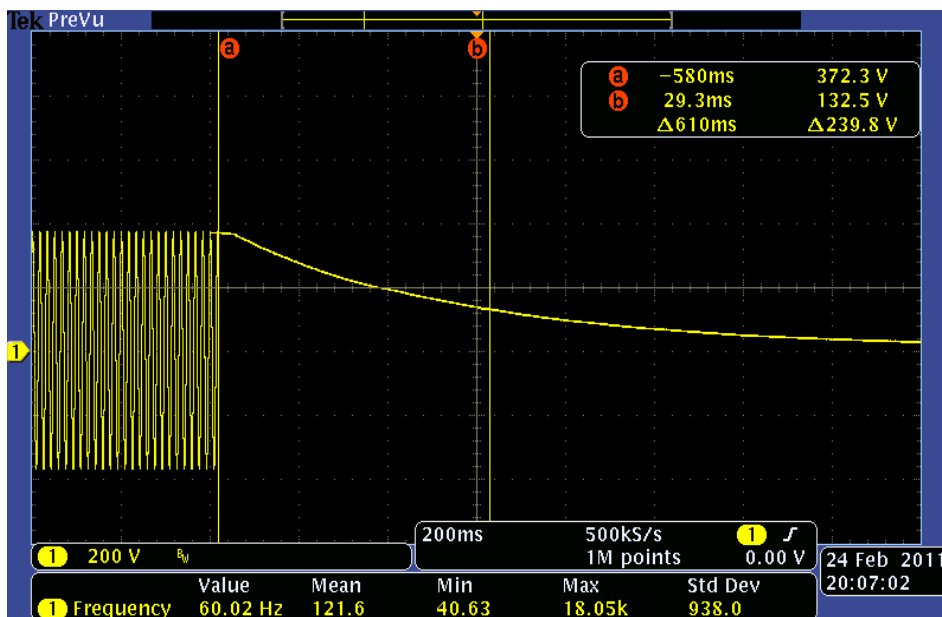 Tek PreVu
a b
a −580ms 372.3 V
b 29.3ms 132.5 V
Δ610ms Δ239.8 V
1
1 200 V BW
200ms 500kS/s 1 ∫
1M points 0.00 V
24 Feb 2011
20:07:02
Value Mean Min Max Std Dev
1 Frequency 60.02 Hz 121.6 40.63 18.05k 938.0